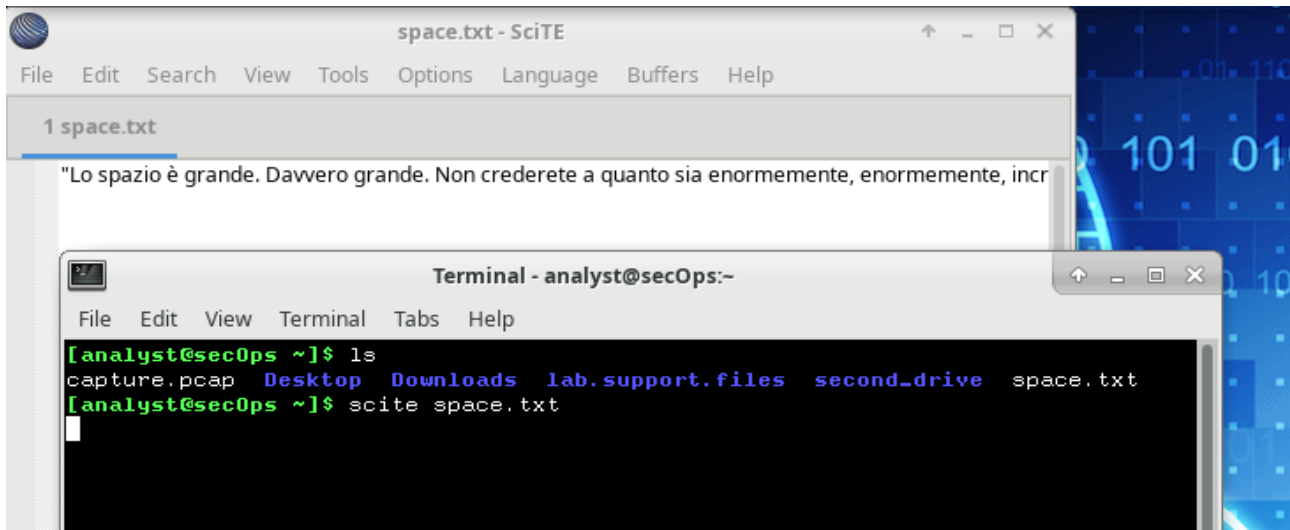 space.txt - SciTE
File Edit Search View Tools Options Language Buffers Help
1 space.txt
"Lo spazio è grande. Davvero grande. Non crederete a quanto sia enormemente, enormemente, incr
101 01
Terminal - analyst@secOps:~
File Edit View Terminal Tabs Help
[analyst@secOps ~]$ ls
capture.pcap Desktop Downloads lab.support.files second_drive space.txt
[analyst@secOps ~]$ scite space.txt